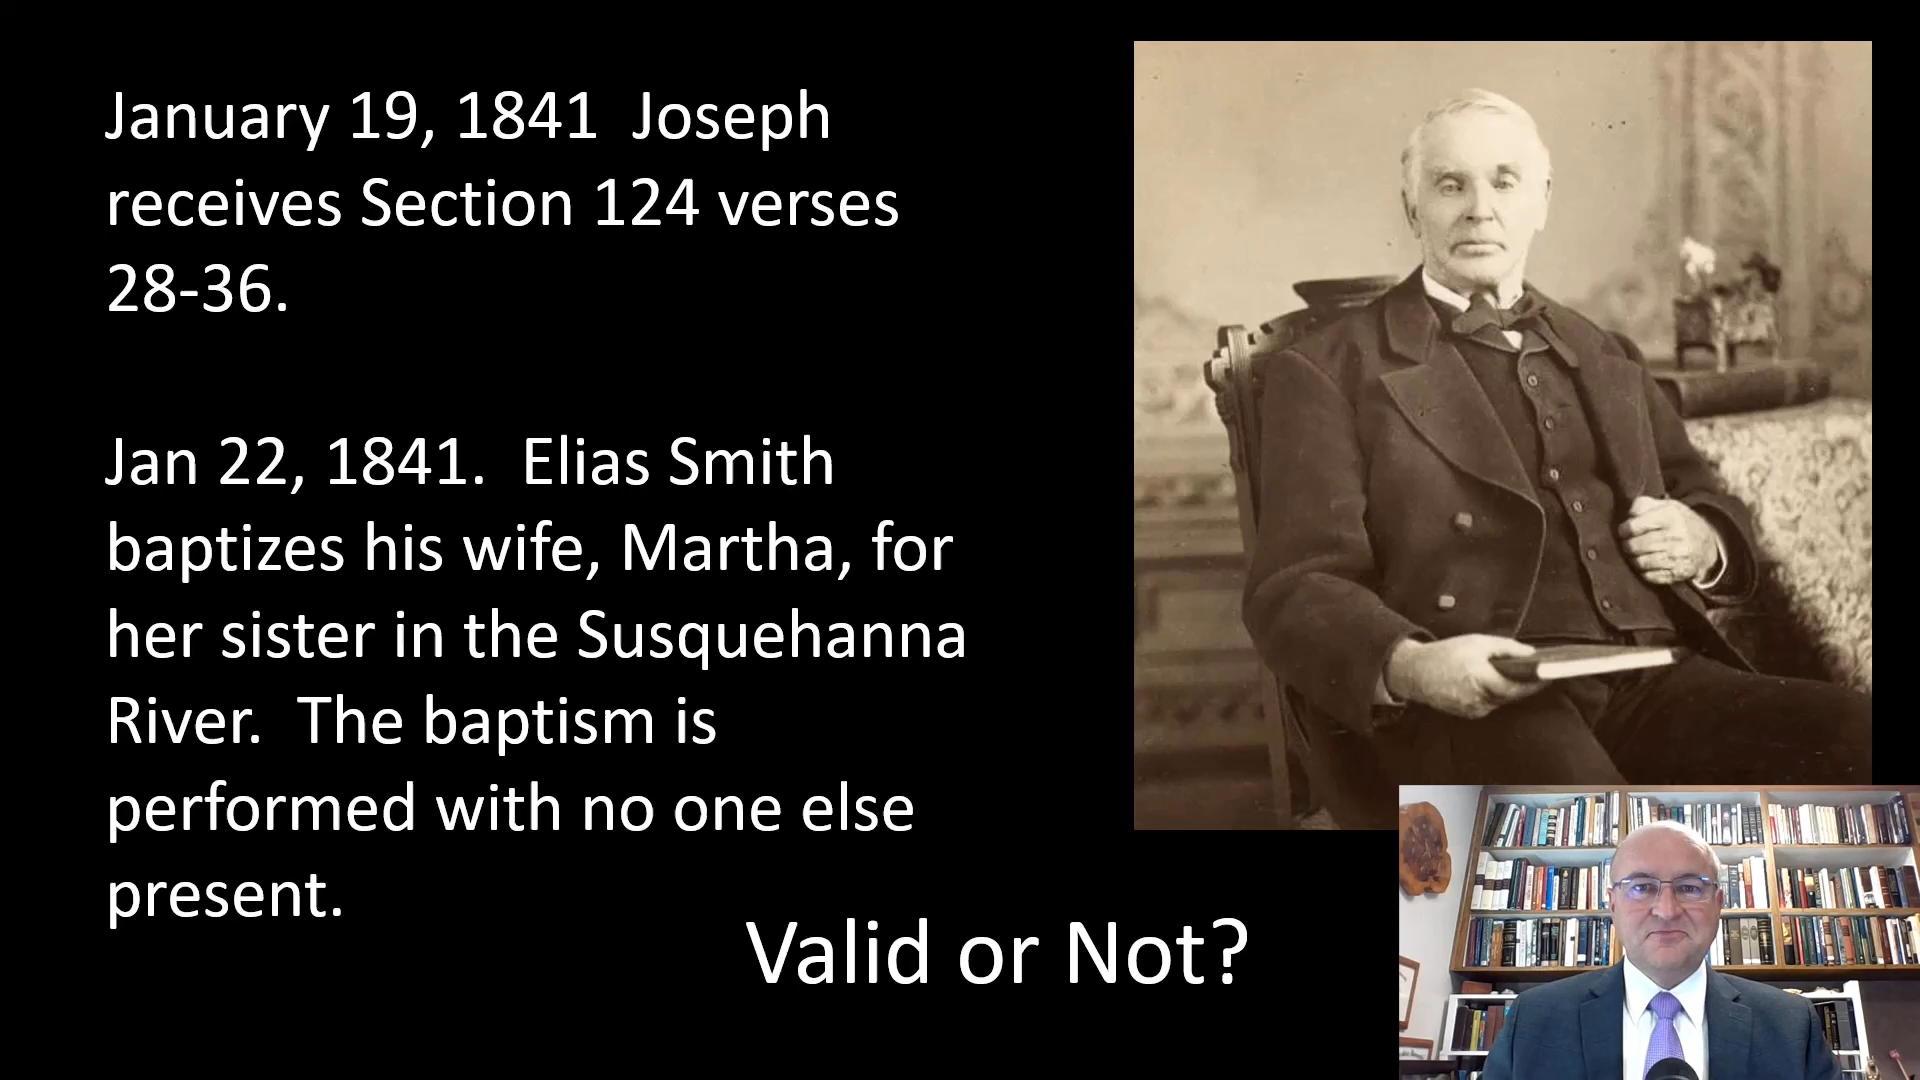 January 19, 1841  Joseph
receives Section 124 verses
28-36.
Jan 22, 1841.  Elias Smith
baptizes his wife, Martha, for
her sister in the Susquehanna
River.  The baptism is
performed with no one else
present.
Valid or Not?